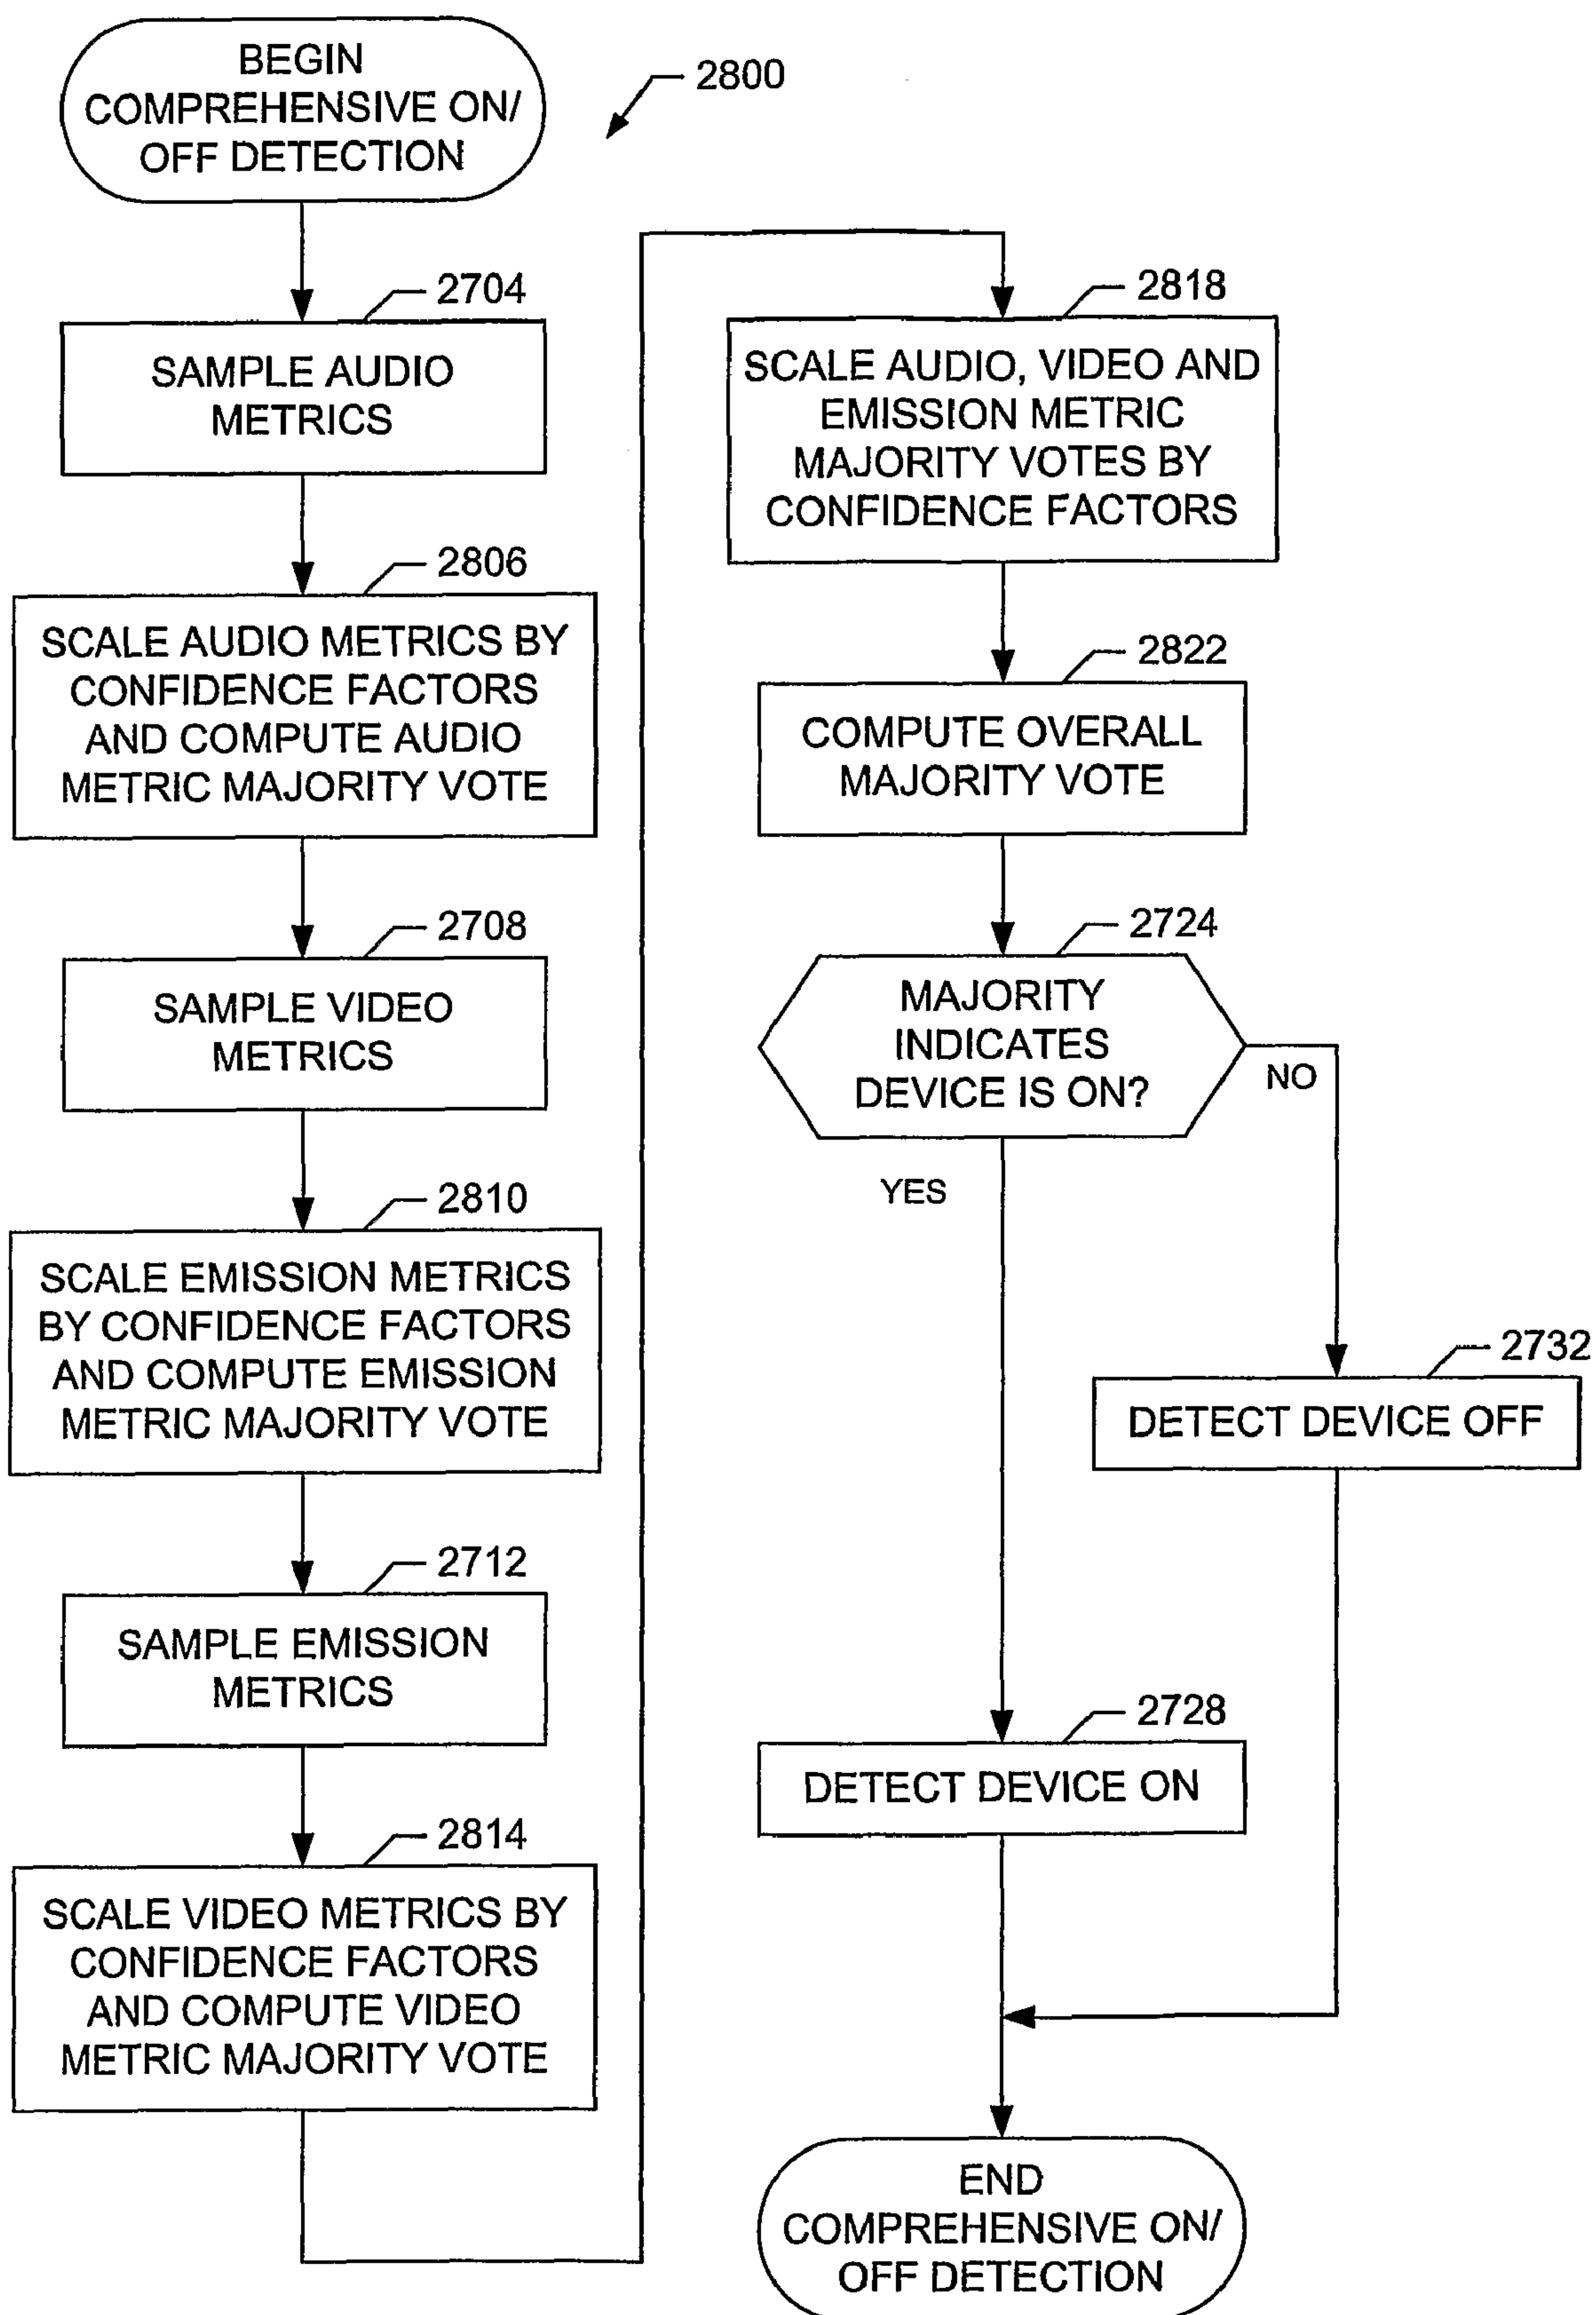 BEGIN
COMPREHENSIVE ON/
OFF DETECTION
2800
2704
SAMPLE AUDIO
METRICS
2806
SCALE AUDIO METRICS BY
CONFIDENCE FACTORS
AND COMPUTE AUDIO
METRIC MAJORITY VOTE
2708
SAMPLE VIDEO
METRICS
2810
SCALE EMISSION METRICS
BY CONFIDENCE FACTORS
AND COMPUTE EMISSION
METRIC MAJORITY VOTE
2712
SAMPLE EMISSION
METRICS
2814
SCALE VIDEO METRICS BY
CONFIDENCE FACTORS
AND COMPUTE VIDEO
METRIC MAJORITY VOTE
2818
SCALE AUDIO, VIDEO AND
EMISSION METRIC
MAJORITY VOTES BY
CONFIDENCE FACTORS
2822
COMPUTE OVERALL
MAJORITY VOTE
2724
MAJORITY
INDICATES
DEVICE IS ON?
NO
YES
2732
DETECT DEVICE OFF
2728
DETECT DEVICE ON
END
COMPREHENSIVE ON/
OFF DETECTION